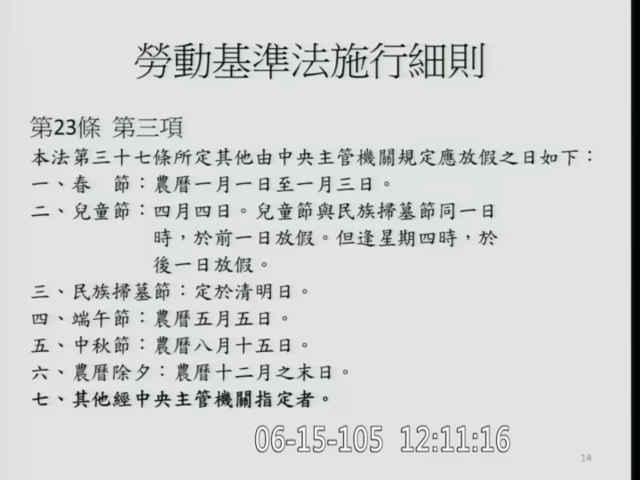 勞動基準法施行細則
第23條 第三項
本法第三十七條所定其他由中央主管機關規定應放假之日如下：
一、春　節：農曆一月一日至一月三日。
二、兒童節：四月四日。兒童節與民族掃墓節同一日
時，於前一日放假。但逢星期四時，於
後一日放假。
三、民族掃墓節：定於清明日。
四、端午節：農曆五月五日。
五、中秋節：農曆八月十五日。
六、農曆除夕：農曆十二月之末日。
七、其他經中央主管機關指定者。
06-15-105 12:11:16
14